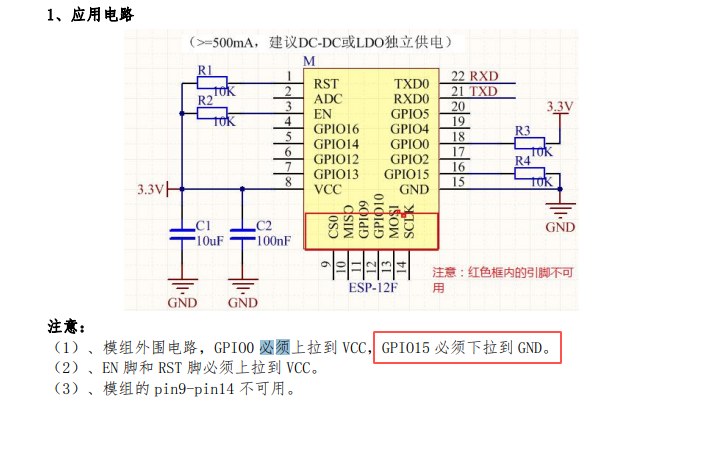 1、应用电路
（>=500mA，建议DC-DC或LDO独立供电）
M
R1
10K
R2
10K
3.3V
C1
10uF
C2
100nF
GND
GND
1
2
3
4
5
6
7
8
RST
ADC
EN
GPIO16
GPIO14
GPIO12
GPIO13
VCC
TXD0
RXD0
GPIO5
GPIO4
GPIO0
GPIO2
GPIO15
GND
22 RXD
21 TXD
20
19
18
17
16
15
3.3V
R3
10K
R4
10K
GND
CS0
MISO
GPIO9
GPIO10
MOSI
SCLK
9
10
11
12
13
14
ESP-12F
注意：红色框内的引脚不可
用
注意：
（1）、模组外围电路，GPIO0 必须上拉到 VCC，GPIO15 必须下拉到 GND。
（2）、EN 脚和 RST 脚必须上拉到 VCC。
（3）、模组的 pin9-pin14 不可用。